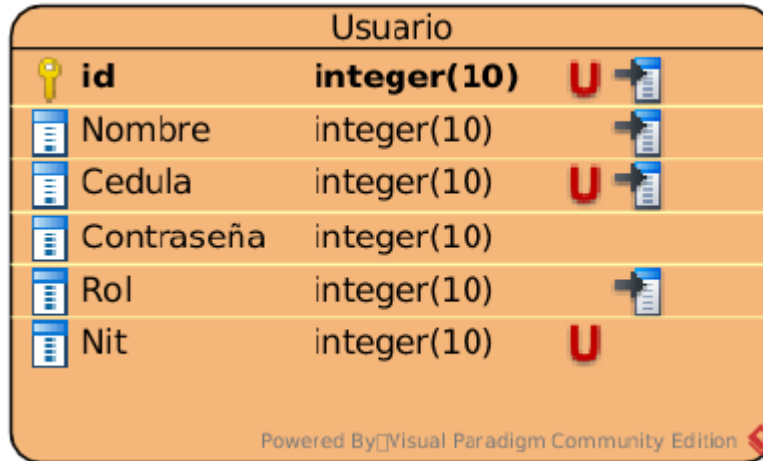 Usuario
id integer(10) U
Nombre integer(10)
Cedula integer(10) U
Contraseña integer(10)
Rol integer(10)
Nit integer(10) U
Powered By□Visual Paradigm Community Edition